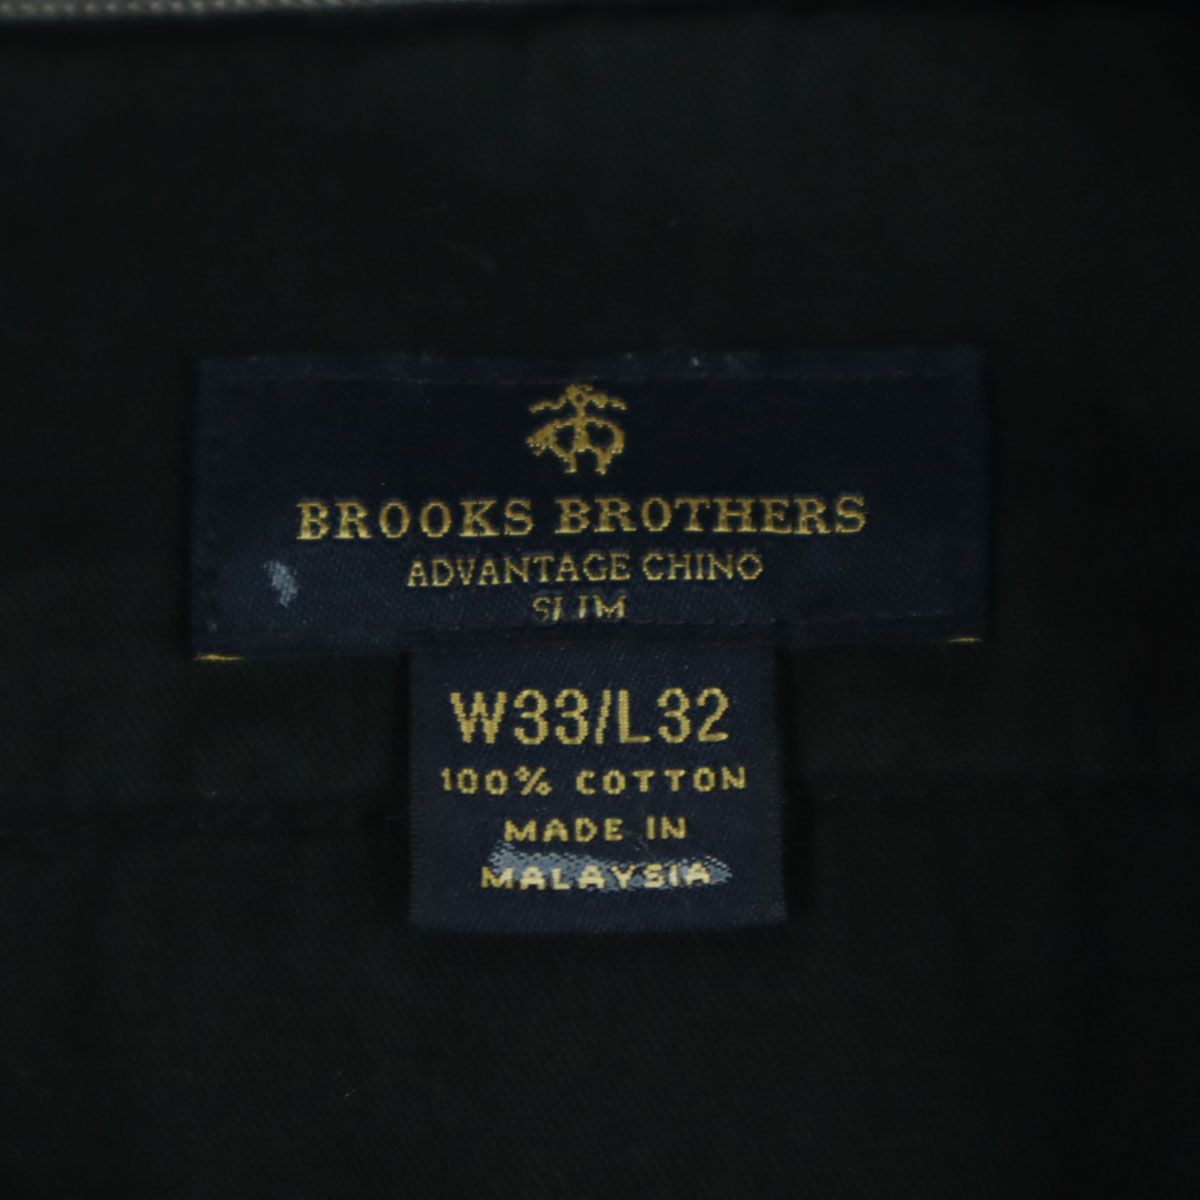 BROOKS BROTHERS
ADVANTAGE CHINO
SLIM
W33/L32
100% COTTON
MADE IN
MALAYSIA